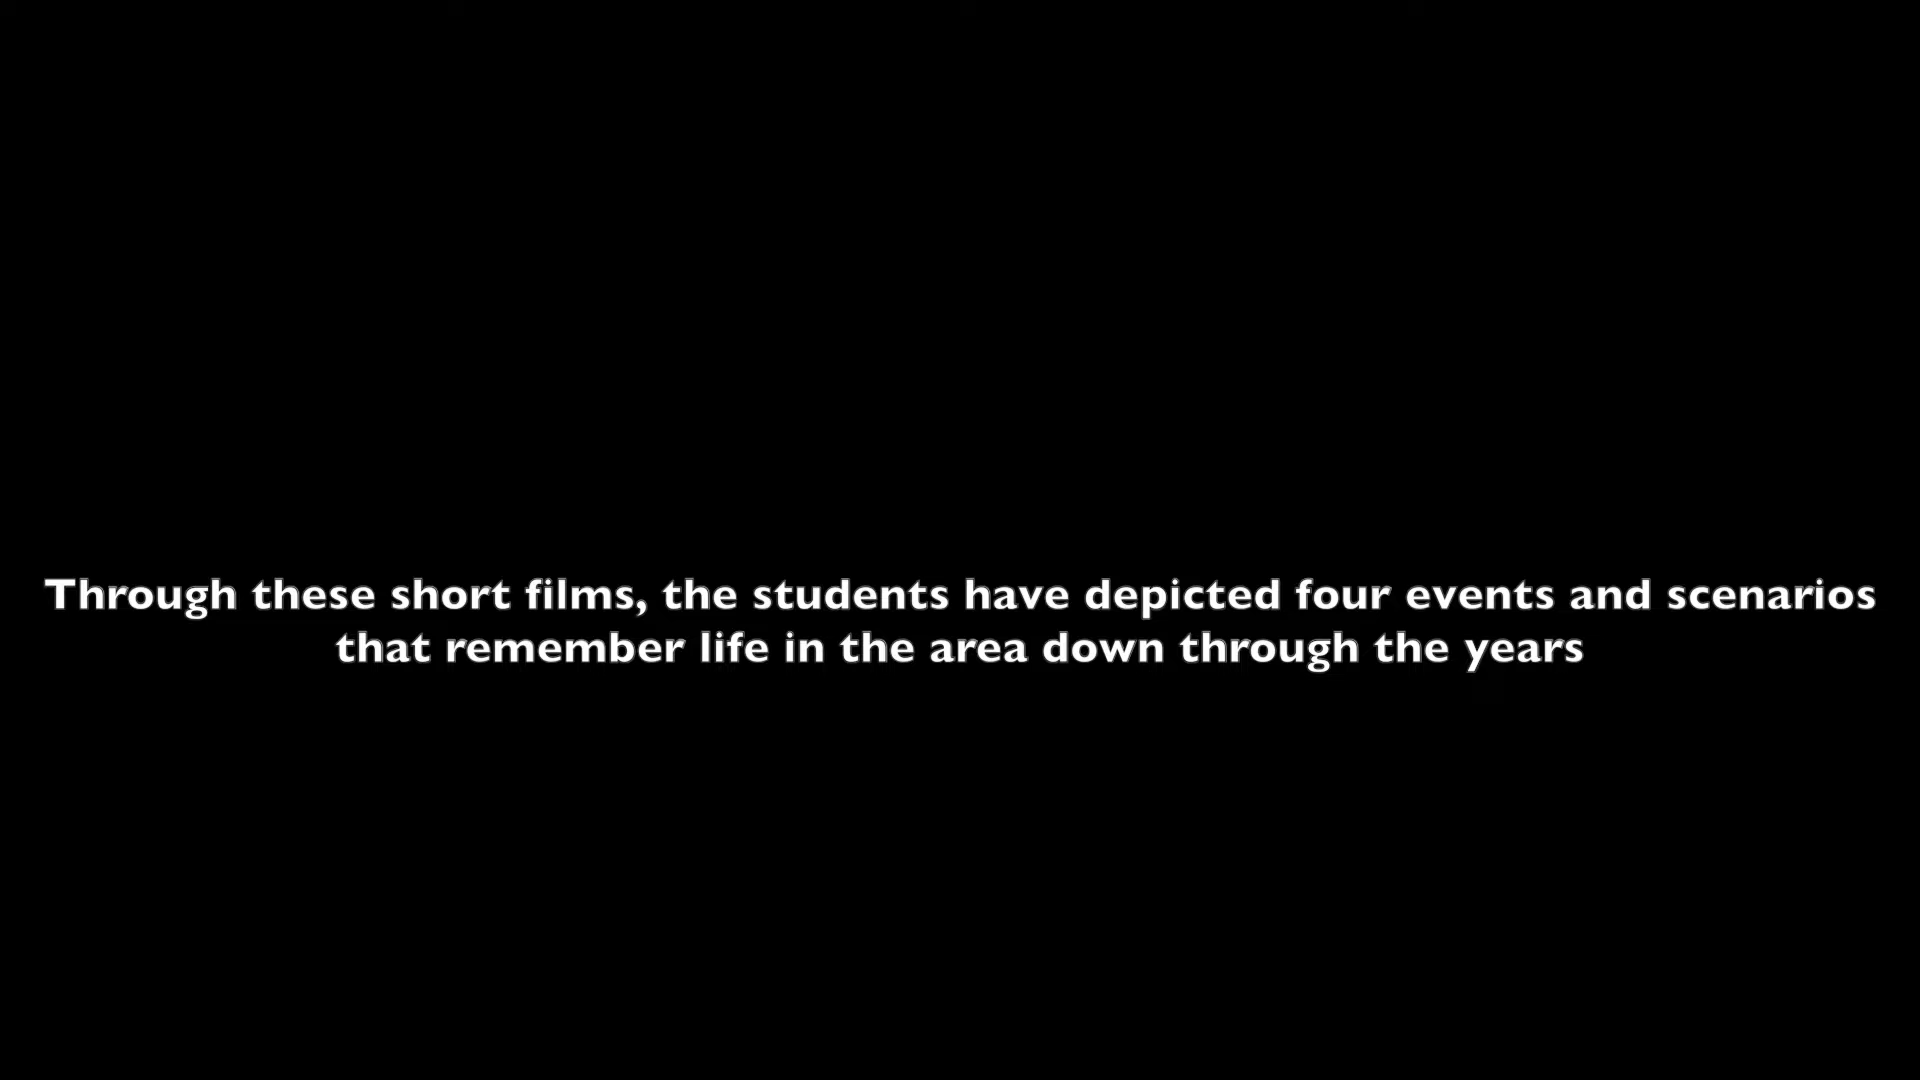 Through these short films, the students have depicted four events and scenarios
that remember life in the area down through the years